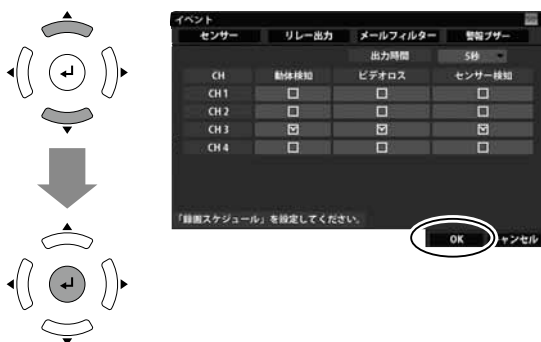 イベント
センサー リレー出力 メールフィルター 警報ブザー
出力時間 5秒
CH 動体検知 ビデオロス センサー検知
CH 1
CH 2
CH 3
CH 4
「録画スケジュール」を設定してください。
OK キャンセル